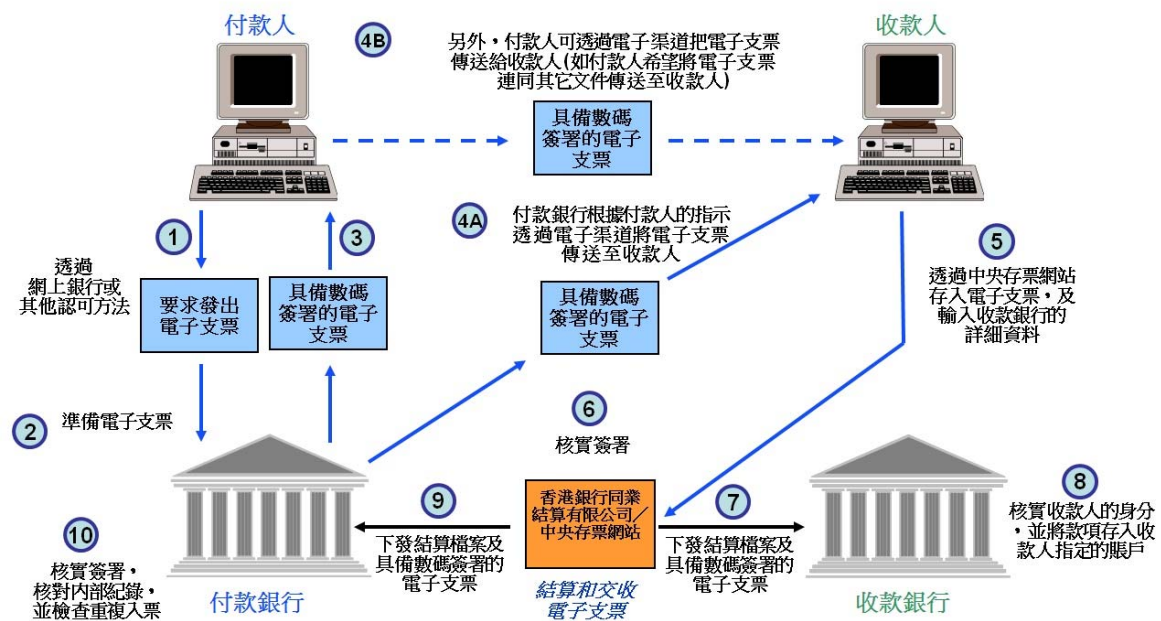 付款人
收款人
4B
另外，付款人可透過電子渠道把電子支票
傳送給收款人(如付款人希望將電子支票
連同其它文件傳送至收款人)
具備數碼
簽署的電子
支票
1
透過
網上銀行或
其他認可方法
要求發出
電子支票
3
具備數碼
簽署的電子
支票
4A
付款銀行根據付款人的指示
透過電子渠道將電子支票
傳送至收款人
具備數碼
簽署的電子
支票
5
透過中央存票網站
存入電子支票，及
輸入收款銀行的
詳細資料
2
準備電子支票
6
核實簽署
香港銀行同業
結算有限公司／
中央存票網站
結算和交收
電子支票
7
下發結算檔案及
具備數碼簽署的
電子支票
8
核實收款人的身分
，並將款項存入收
款人指定的賬戶
9
下發結算檔案及
具備數碼簽署的
電子支票
10
核實簽署，
核對內部紀錄，
並檢查重複入票
付款銀行
收款銀行